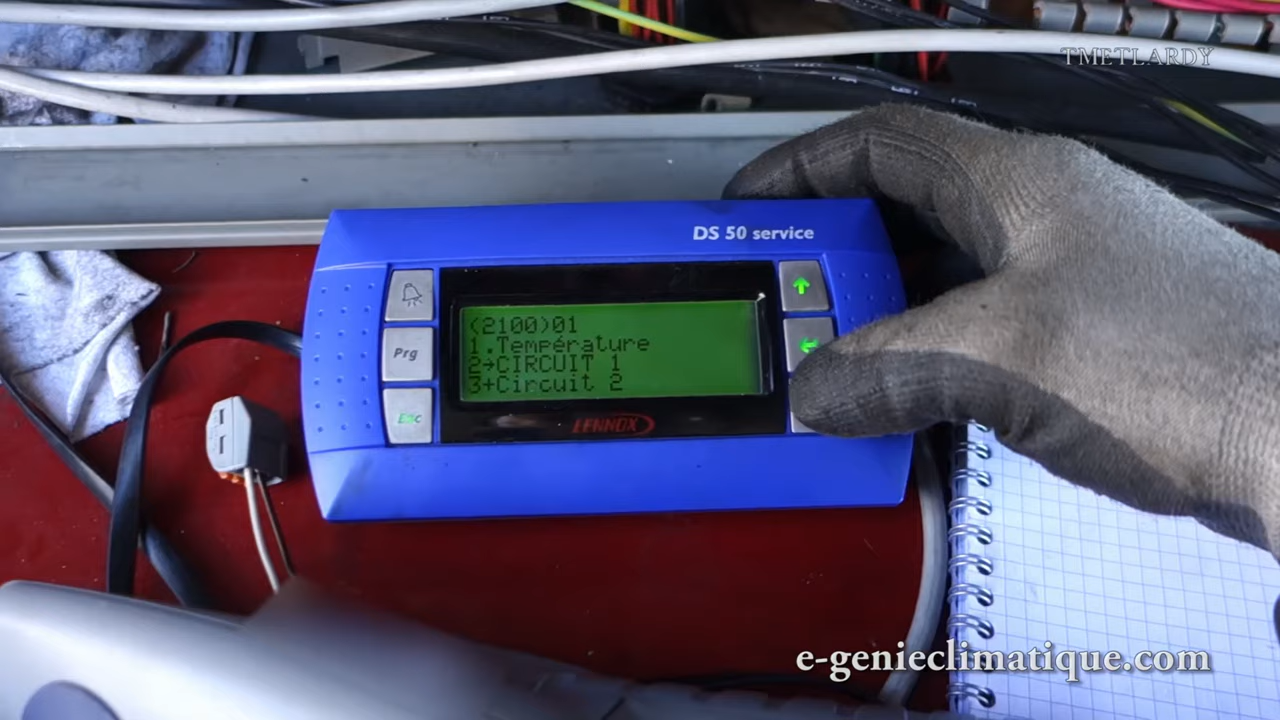 TMETLARDY
DS 50 service
Prg
Esc
(2100)01
1.Température
2→CIRCUIT 1
3+Circuit 2
LENNOX
e-genieclimatique.com